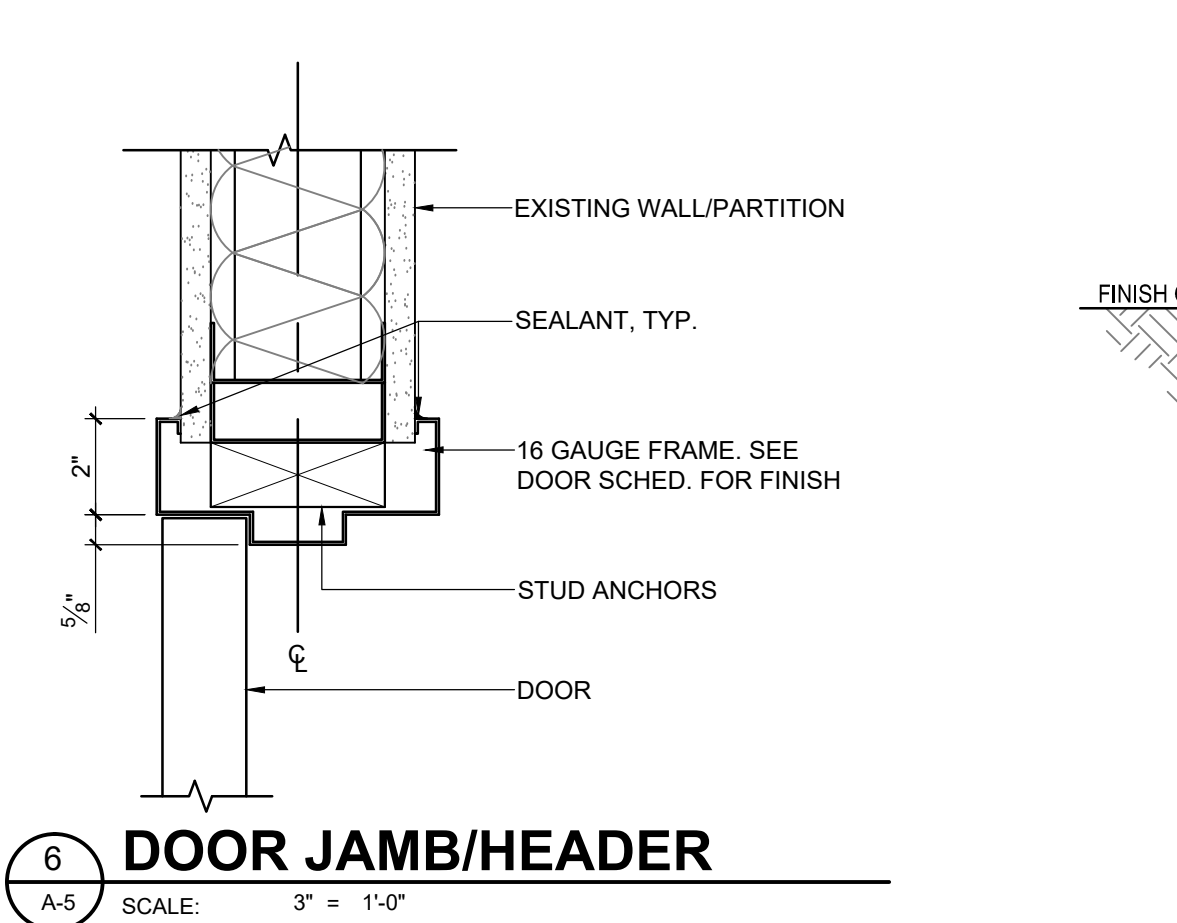 EXISTING WALL/PARTITION
FINISH
SEALANT, TYP.
2"
16 GAUGE FRAME. SEE
DOOR SCHED. FOR FINISH
5/8"
STUD ANCHORS
℄
DOOR
6
DOOR JAMB/HEADER
A-5
SCALE: 3" = 1'-0"